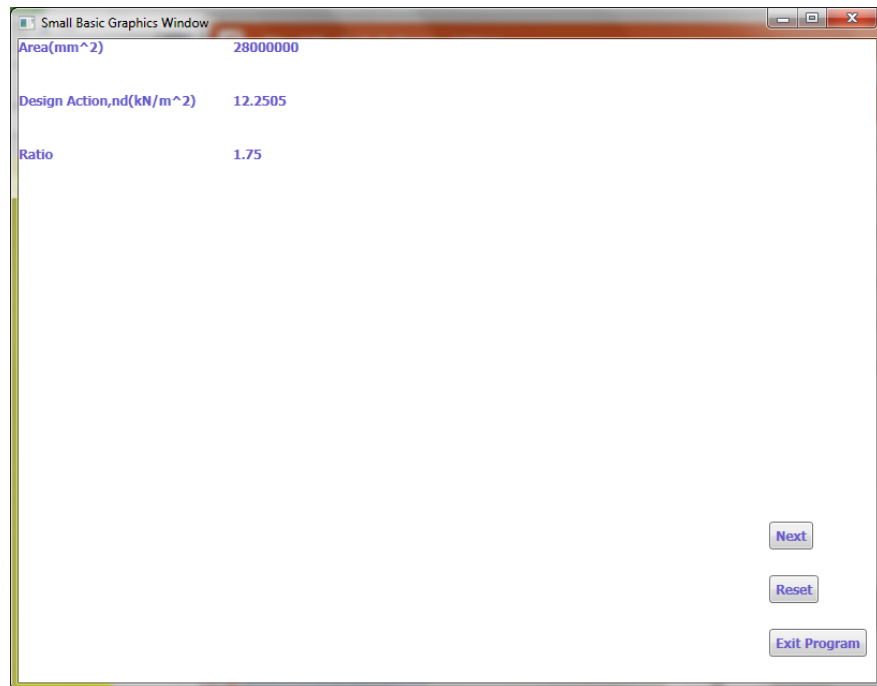 Small Basic Graphics Window
Area(mm^2) 28000000
Design Action,nd(kN/m^2) 12.2505
Ratio 1.75
Next
Reset
Exit Program